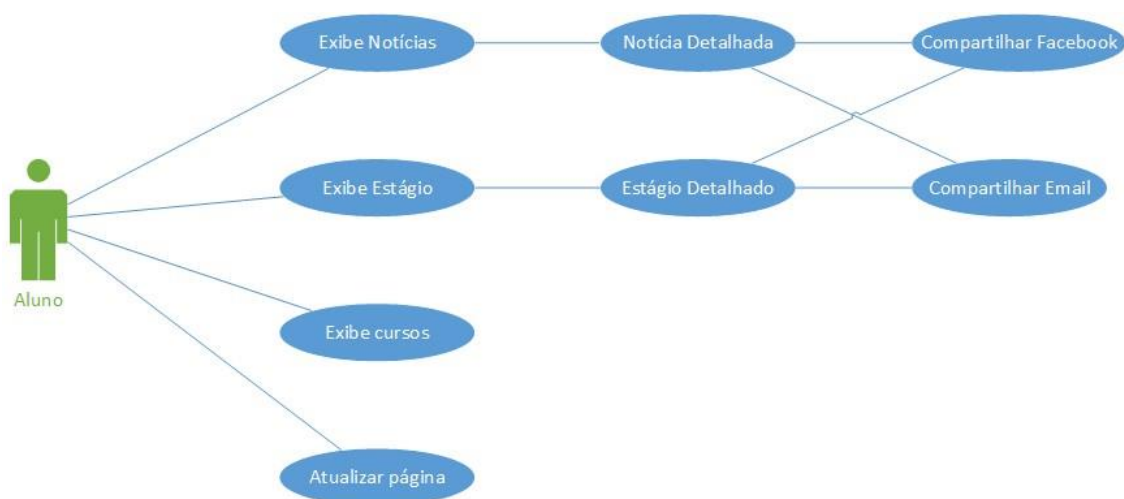 Exibe Notícias
Notícia Detalhada
Compartilhar Facebook
Exibe Estágio
Estágio Detalhado
Compartilhar Email
Aluno
Exibe cursos
Atualizar página